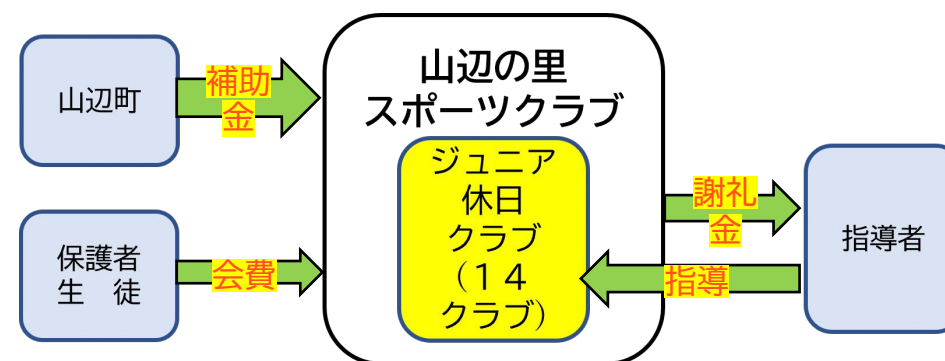 山辺町
補助
金
保護者
生　徒
会費
山辺の里
スポーツクラブ
ジュニア
休日
クラブ
（１４
クラブ）
謝礼
金
指導
指導者